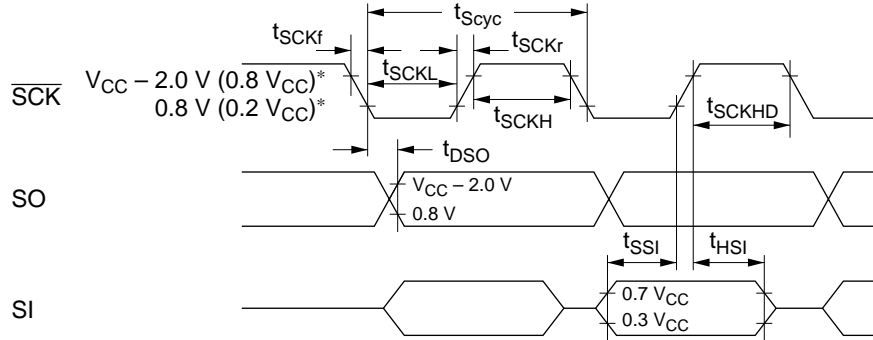 tScyc
tSCKf
tSCKr
SCK
VCC – 2.0 V (0.8 VCC)*
0.8 V (0.2 VCC)*
tSCKL
tSCKH
tSCKHD
tDSO
SO
VCC – 2.0 V
0.8 V
tSSI
tHSI
SI
0.7 VCC
0.3 VCC